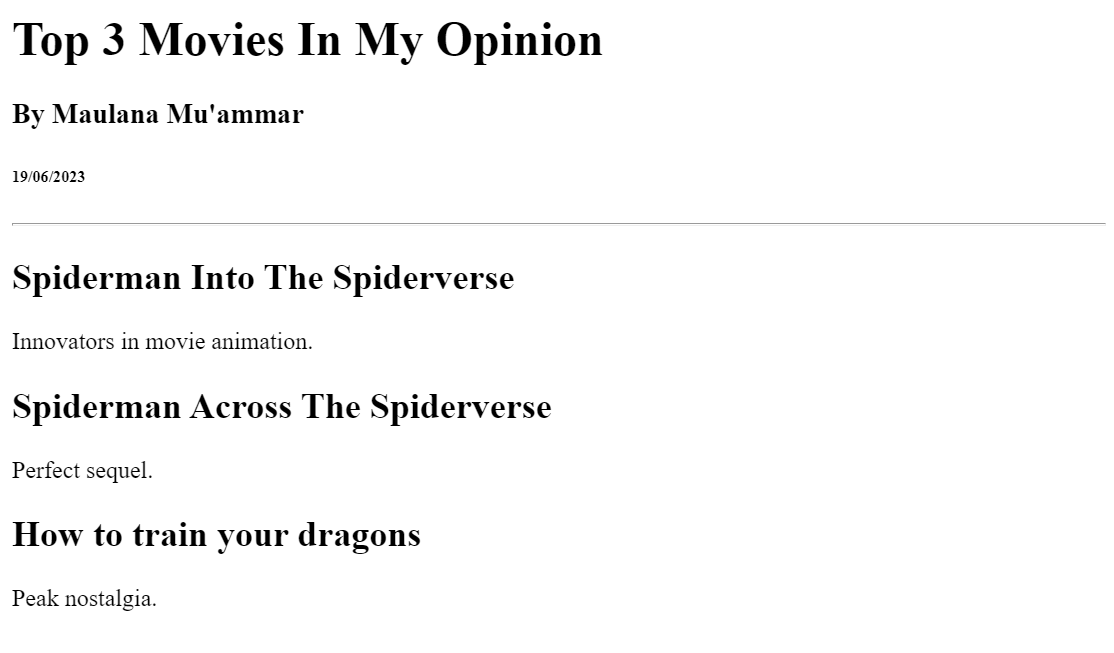 Top 3 Movies In My Opinion
By Maulana Mu'ammar
19/06/2023
Spiderman Into The Spiderverse
Innovators in movie animation.
Spiderman Across The Spiderverse
Perfect sequel.
How to train your dragons
Peak nostalgia.